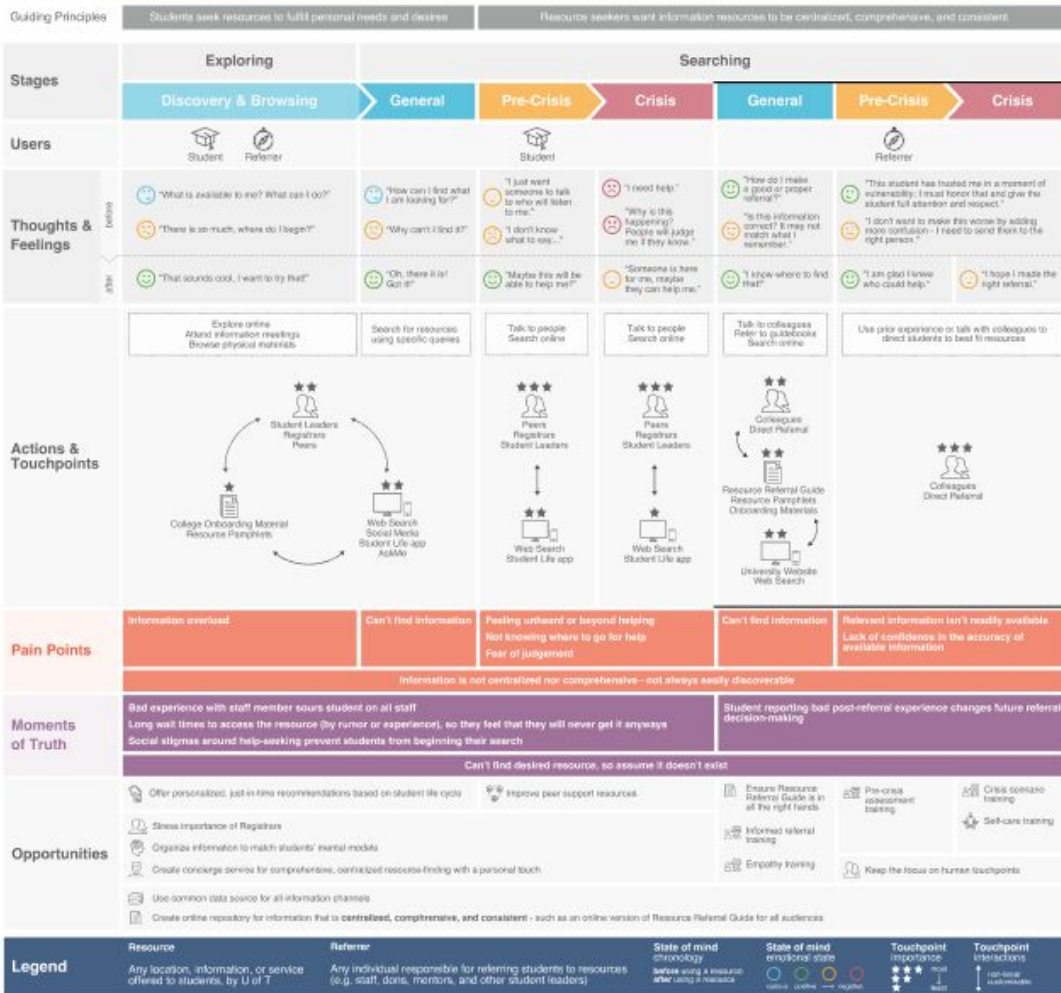 Guiding Principles
Students seek resources to fulfill personal needs and desires
Resource seekers want information resources to be centralized, comprehensive, and consistent
Stages
Exploring
Searching
Discovery & Browsing
General
Pre-Crisis
Crisis
General
Pre-Crisis
Crisis
Users
Student
Referrer
Student
Referrer
Thoughts &
Feelings
before
"What is available to me? What can I do?"
"There is so much, where do I begin?"
"How can I find what
I am looking for?"
"Why can't I find it?"
"I just want
someone to talk
to who will listen
to me."
"I don't know
what to say..."
"I need help."
"Why is this
happening?
People will judge
me if they know."
"How do I make
a good or proper
referral?"
"Is this information
correct? It may not
match what I
remember."
"This student has trusted me in a moment of
vulnerability; I must honor that and give the
student full attention and respect."
"I don't want to make this worse by adding
more confusion - I need to send them to the
right person."
after
"That sounds cool, I want to try that!"
"Oh, there it is!
Got it!"
"Maybe this will be
able to help me?"
"Someone is here
for me, maybe
they can help me."
"I know where to find
that!"
"I am glad I knew
who could help."
"I hope I made the
right referral."
Actions &
Touchpoints
Explore online
Attend information meetings
Browse physical materials
Search for resources
using specific queries
Talk to people
Search online
Talk to people
Search online
Talk to colleagues
Refer to guidebooks
Search online
Use prior experience or talk with colleagues to
direct students to best fit resources
Student Leaders
Registrars
Peers
College Onboarding Material
Resource Pamphlets
Web Search
Social Media
Student Life app
AskMe
Peers
Registrars
Student Leaders
Web Search
Student Life app
Peers
Registrars
Student Leaders
Web Search
Student Life app
Colleagues
Direct Referral
Resource Referral Guide
Resource Pamphlets
Onboarding Materials
University Website
Web Search
Colleagues
Direct Referral
Pain Points
Information overload
Can't find information
Feeling unheard or beyond helping
Not knowing where to go for help
Fear of judgement
Can't find information
Relevant information isn't readily available
Lack of confidence in the accuracy of
available information
Information is not centralized nor comprehensive - not always easily discoverable
Moments
of Truth
Bad experience with staff member sours student on all staff
Long wait times to access the resource (by rumor or experience), so they feel that they will never get it anyways
Social stigmas around help-seeking prevent students from beginning their search
Student reporting bad post-referral experience changes future referral
decision-making
Can't find desired resource, so assume it doesn't exist
Opportunities
Offer personalized, just-in-time recommendations based on student life cycle
Improve peer support resources
Stress importance of Registrars
Organize information to match students' mental models
Create concierge service for comprehensive, centralized resource-finding with a personal touch
Ensure Resource
Referral Guide is in
all the right hands
Informed referral
training
Empathy training
Pre-crisis
assessment
training
Crisis scenario
training
Self-care training
Keep the focus on human touchpoints
Use common data source for all information channels
Create online repository for information that is centralized, comphrensive, and consistent - such as an online version of Resource Referral Guide for all audiences
Legend
Resource
Any location, information, or service
offered to students, by U of T
Referrer
Any individual responsible for referring students to resources
(e.g. staff, dons, mentors, and other student leaders)
State of mind
chronology
before using a resource
after using a resource
State of mind
emotional state
positive
negative
Touchpoint
importance
most
least
Touchpoint
interactions
non-linear
customizable